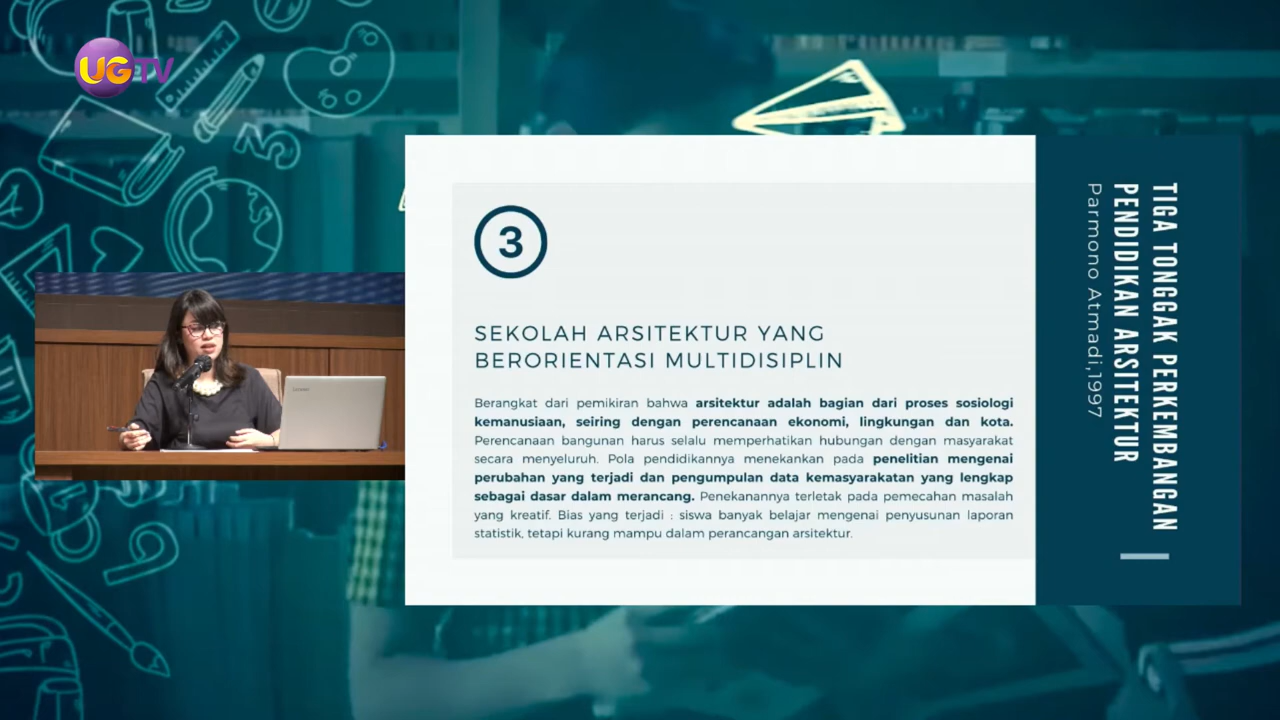 UGTV
3
SEKOLAH ARSITEKTUR YANG
BERORIENTASI MULTIDISIPLIN
Berangkat dari pemikiran bahwa arsitektur adalah bagian dari proses sosiologi
kemanusiaan, seiring dengan perencanaan ekonomi, lingkungan dan kota.
Perencanaan bangunan harus selalu memperhatikan hubungan dengan masyarakat
secara menyeluruh. Pola pendidikannya menekankan pada penelitian mengenai
perubahan yang terjadi dan pengumpulan data kemasyarakatan yang lengkap
sebagai dasar dalam merancang. Penekanannya terletak pada pemecahan masalah
yang kreatif. Bias yang terjadi : siswa banyak belajar mengenai penyusunan laporan
statistik, tetapi kurang mampu dalam perancangan arsitektur.
TIGA TONGGAK PERKEMBANGAN
PENDIDIKAN ARSITEKTUR
Parmono Atmadi,1997